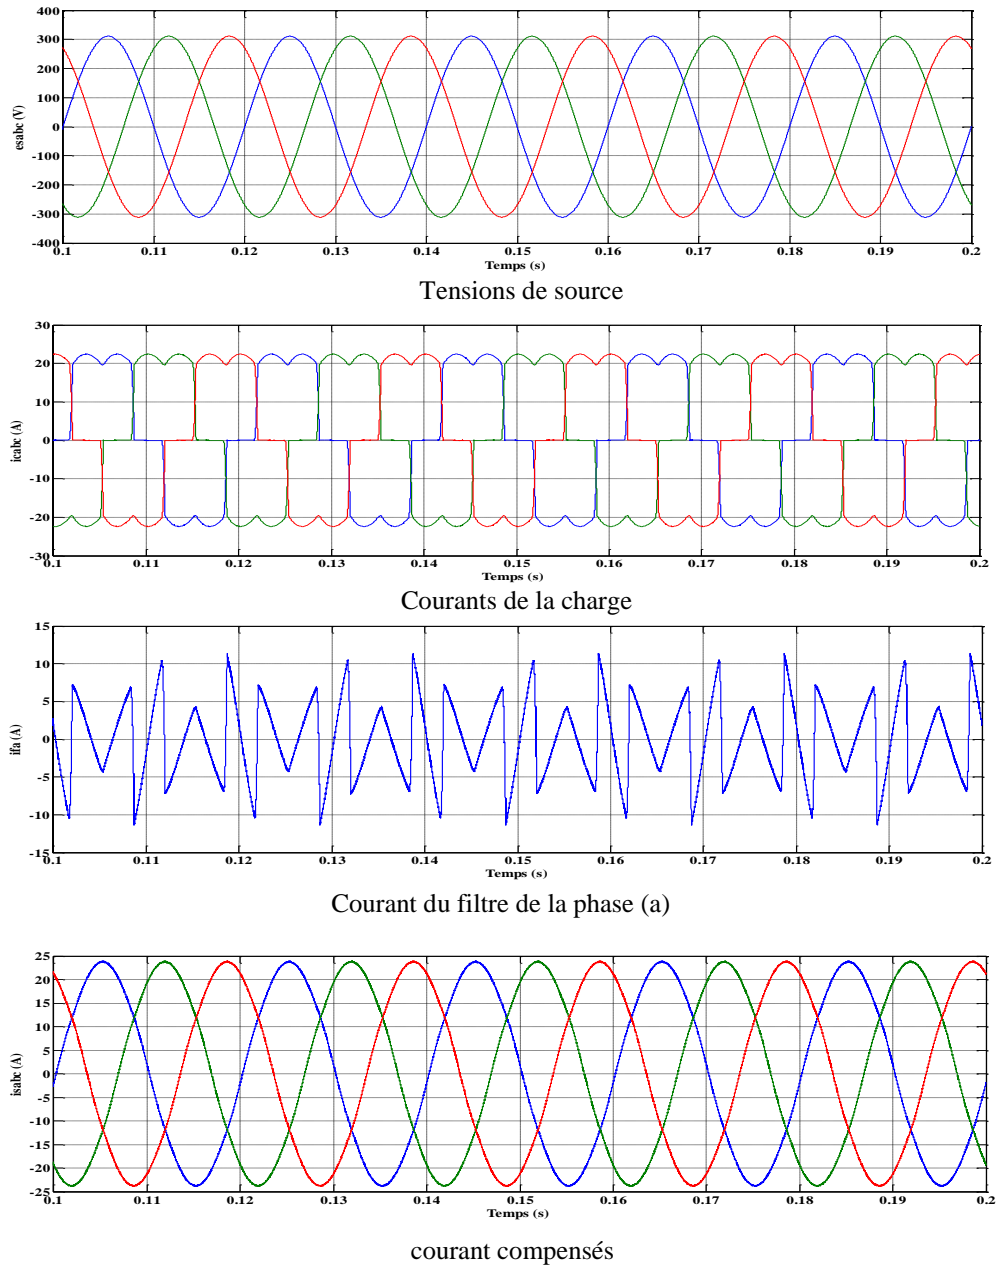 400
300
200
100
0
-100
-200
-300
-400
esabc (V)
0.1 0.11 0.12 0.13 0.14 0.15 0.16 0.17 0.18 0.19 0.2
Temps (s)
Tensions de source
30
20
10
0
-10
-20
-30
icabc (A)
0.1 0.11 0.12 0.13 0.14 0.15 0.16 0.17 0.18 0.19 0.2
Temps (s)
Courants de la charge
15
10
5
0
-5
-10
-15
ifa (A)
0.1 0.11 0.12 0.13 0.14 0.15 0.16 0.17 0.18 0.19 0.2
Temps (s)
Courant du filtre de la phase (a)
25
20
15
10
5
0
-5
-10
-15
-20
-25
isabc (A)
0.1 0.11 0.12 0.13 0.14 0.15 0.16 0.17 0.18 0.19 0.2
Temps (s)
courant compensés